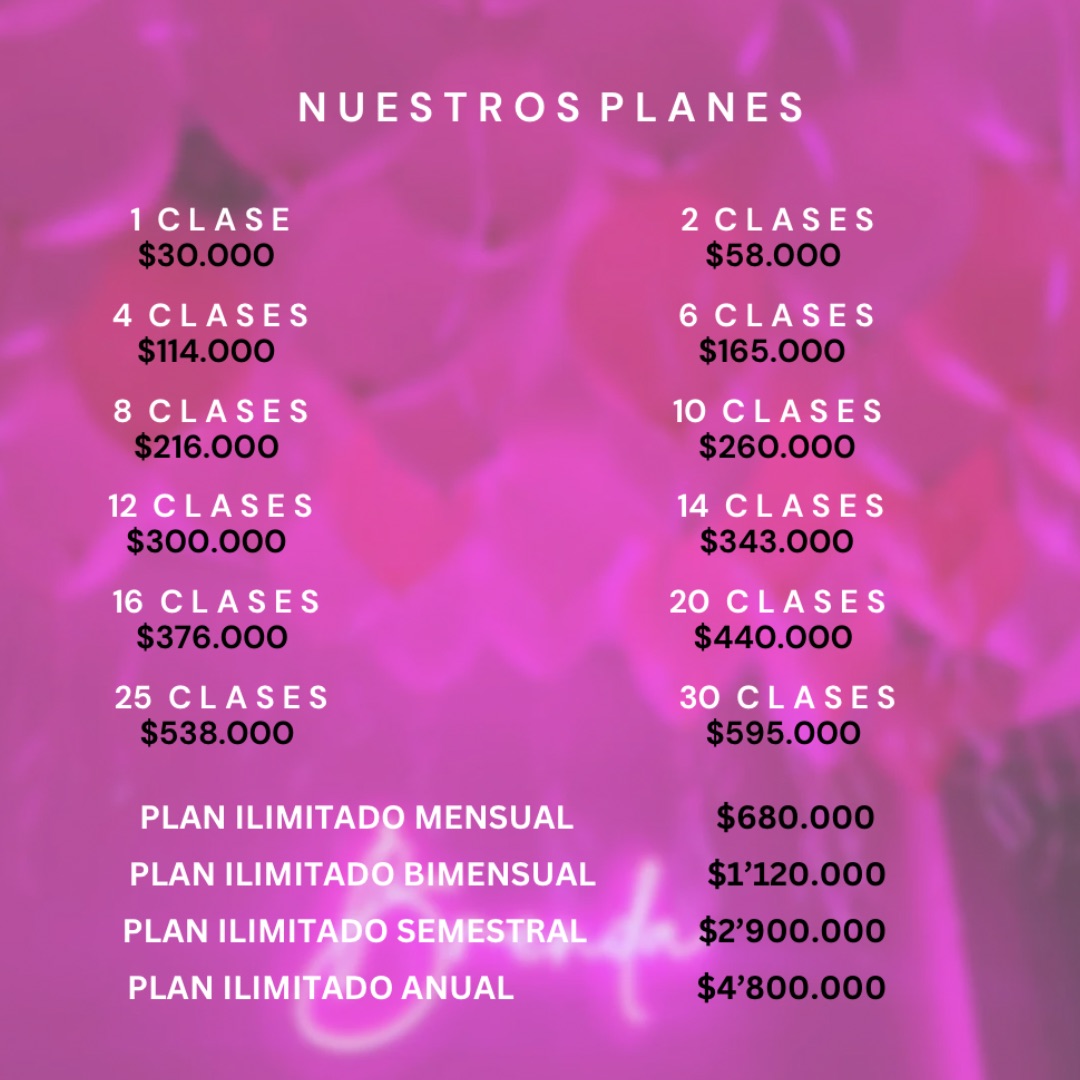 NUESTROS PLANES
1 CLASE
$30.000
2 CLASES
$58.000
4 CLASES
$114.000
6 CLASES
$165.000
8 CLASES
$216.000
10 CLASES
$260.000
12 CLASES
$300.000
14 CLASES
$343.000
16 CLASES
$376.000
20 CLASES
$440.000
25 CLASES
$538.000
30 CLASES
$595.000
PLAN ILIMITADO MENSUAL $680.000
PLAN ILIMITADO BIMENSUAL $1’120.000
PLAN ILIMITADO SEMESTRAL $2’900.000
PLAN ILIMITADO ANUAL $4’800.000